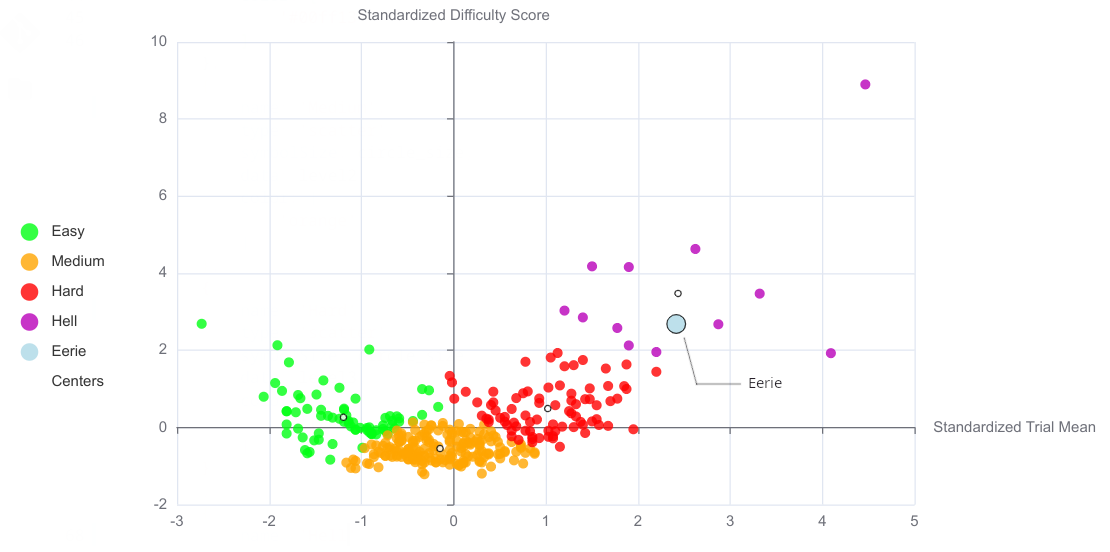 Standardized Difficulty Score
10
8
6
4
2
0
-2
-3 -2 -1 0 1 2 3 4 5
Standardized Trial Mean
Easy
Medium
Hard
Hell
Eerie
Centers
Eerie